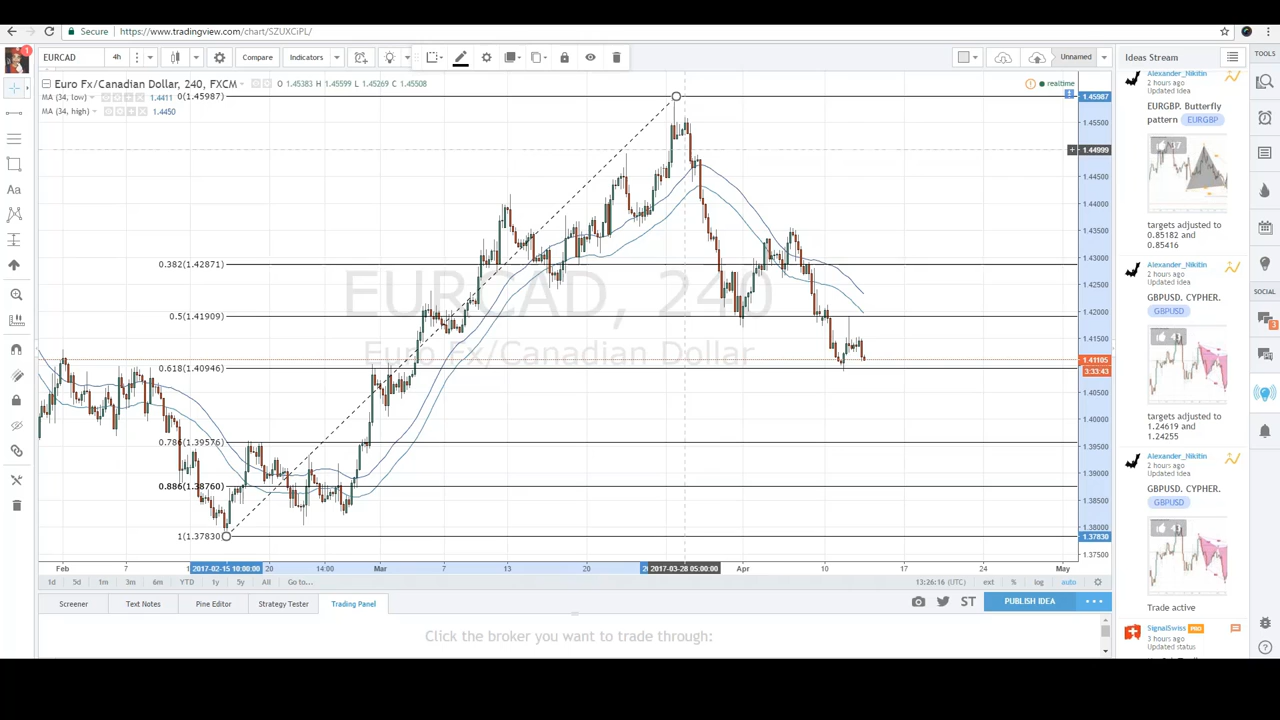 Secure
https://www.tradingview.com/chart/SZUXCiPL/
EURCAD 4h Compare Indicators Unnamed Ideas Stream TOOLS
Euro Fx/Canadian Dollar, 240, FXCM O 1.45383 H 1.45599 L 1.45269 C 1.45508 realtime
MA (34, low) 1.4411 0(1.45987)
MA (34, high) 1.4450
0.382(1.42871)
0.5(1.41909)
0.618(1.40946)
0.786(1.39576)
0.886(1.38760)
1(1.37830)
EURCAD, 240
Euro Fx/Canadian Dollar
1.45987
1.45500
1.44999
1.44500
1.44000
1.43500
1.43000
1.42500
1.42000
1.41500
1.41105
3:33:43
1.40500
1.40000
1.39500
1.39000
1.38500
1.38000
1.37830
1.37500
Feb 7 2017-02-15 10:00:00 Mar 7 13 20 2017-03-28 05:00:00 Apr 10 17 24 May
1d 5d 1m 3m 6m YTD 1y 5y All Go to... 13:26:16 (UTC) ext % log auto
Screener Text Notes Pine Editor Strategy Tester Trading Panel ST PUBLISH IDEA
Click the broker you want to trade through:
Alexander_Nikitin
2 hours ago
Updated idea
EURGBP. Butterfly
pattern EURGBP
targets adjusted to
0.85182 and
0.85416
Alexander_Nikitin
2 hours ago
Updated idea
GBPUSD. CYPHER.
GBPUSD
targets adjusted to
1.24619 and
1.24255
Alexander_Nikitin
2 hours ago
Updated idea
GBPUSD. CYPHER.
GBPUSD
Trade active
SignalSwiss PRO
3 hours ago
Updated status
SOCIAL
3